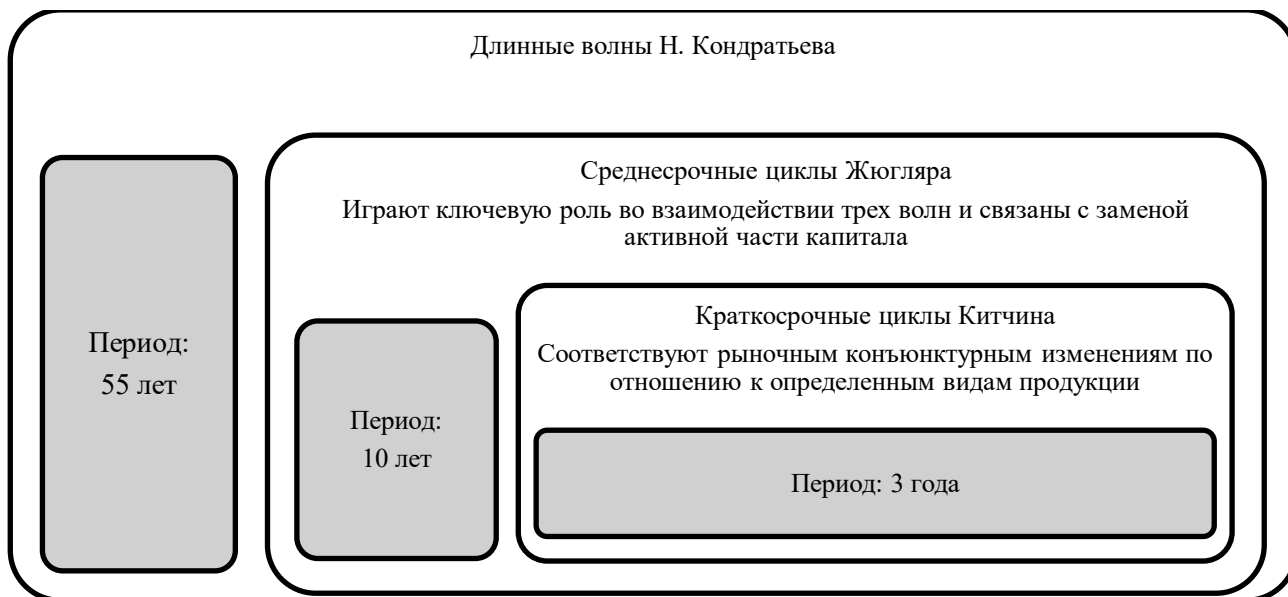 Длинные волны Н. Кондратьева
Среднесрочные циклы Жюгляра
Играют ключевую роль во взаимодействии трех волн и связаны с заменой
активной части капитала
Краткосрочные циклы Китчина
Соответствуют рыночным конъюнктурным изменениям по
отношению к определенным видам продукции
Период:
55 лет
Период:
10 лет
Период: 3 года